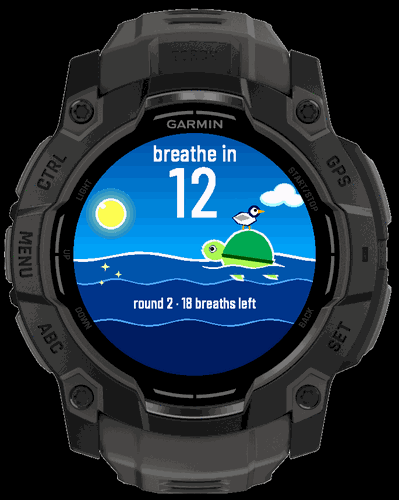 GARMIN
CTRL
LIGHT
START/STOP
GPS
breathe in
12
MENU
UP
round 2 · 18 breaths left
ABC
DOWN
BACK
SET